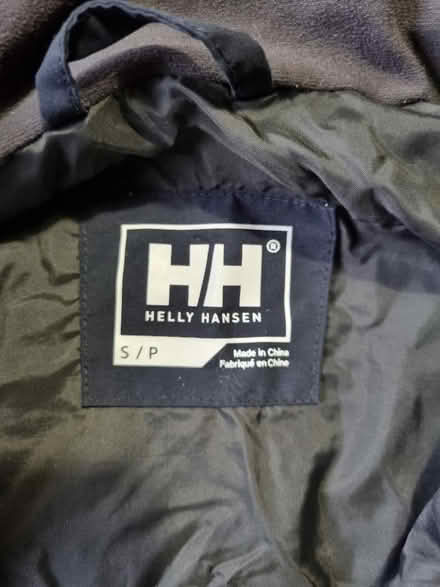 HH®
HELLY HANSEN
S / P
Made in China
Fabriqué en Chine